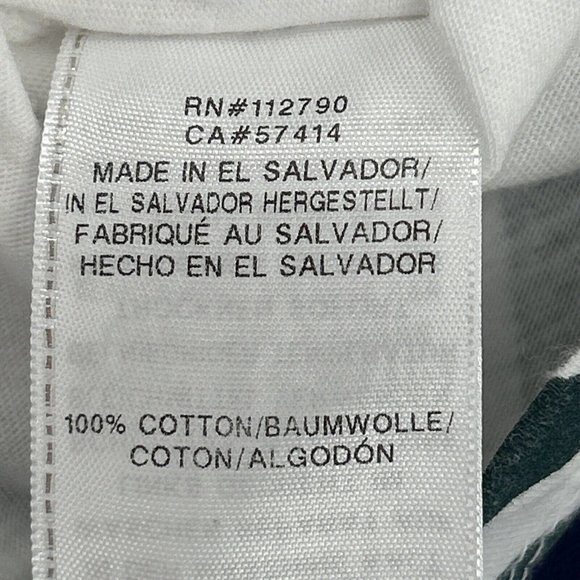 RN#112790
CA#57414
MADE IN EL SALVADOR/
IN EL SALVADOR HERGESTELLT/
FABRIQUÉ AU SALVADOR/
HECHO EN EL SALVADOR
100% COTTON/BAUMWOLLE/
COTON/ALGODÓN